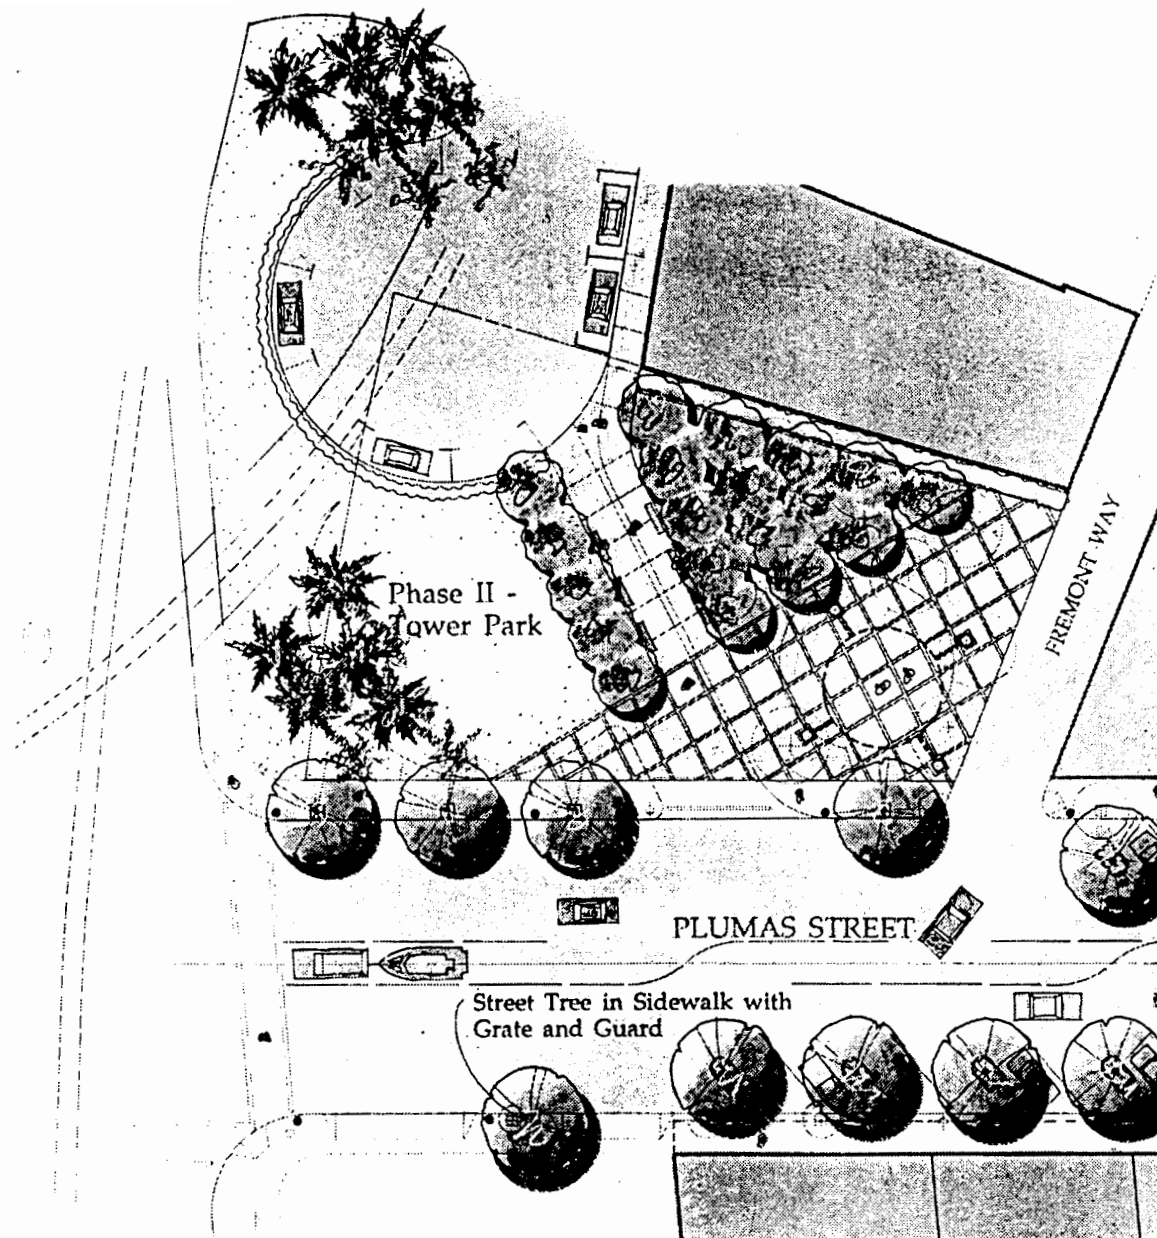 Phase II -
Tower Park
FREMONT WAY
PLUMAS STREET
Street Tree in Sidewalk with
Grate and Guard